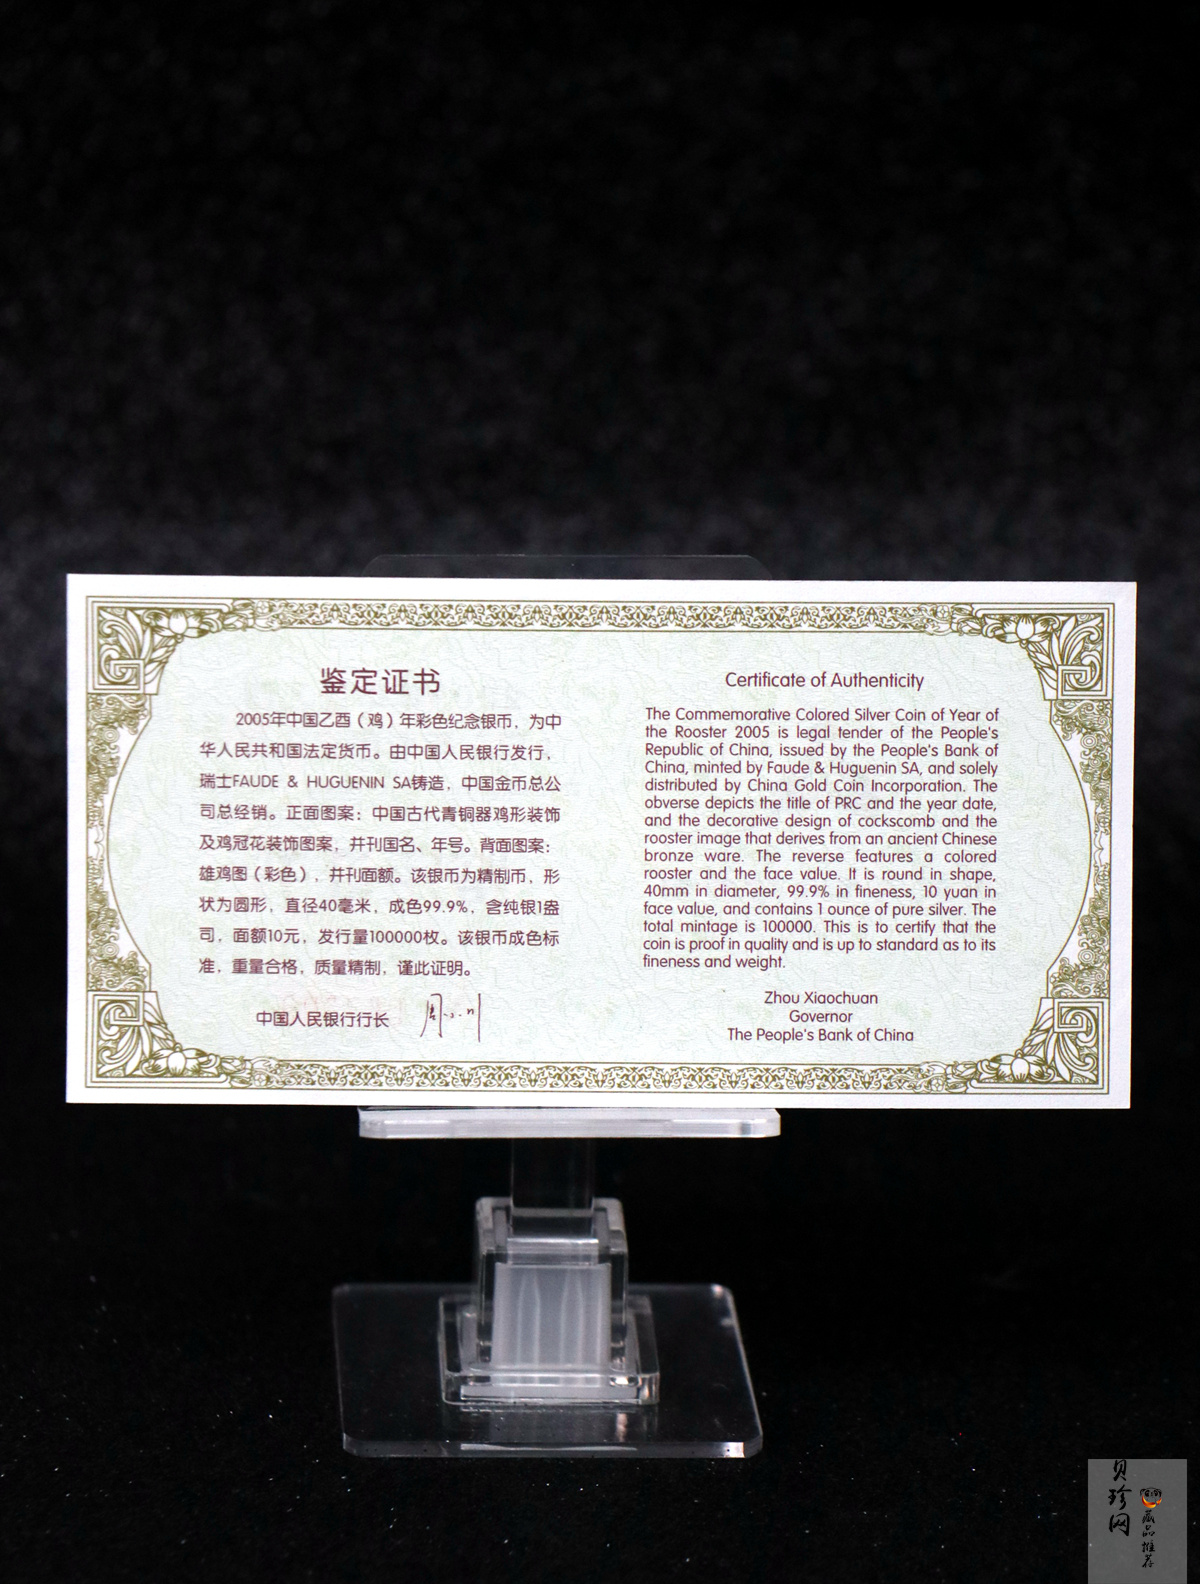 鉴定证书
2005年中国乙酉（鸡）年彩色纪念银币，为中
华人民共和国法定货币。由中国人民银行发行，
瑞士FAUDE & HUGUENIN SA铸造，中国金币总公
司总经销。正面图案：中国古代青铜器鸡形装饰
及鸡冠花装饰图案，并刊国名、年号。背面图案：
雄鸡图（彩色），并刊面额。该银币为精制币，形
状为圆形，直径40毫米，成色99.9%，含纯银1盎
司，面额10元，发行量100000枚。该银币成色标
准，重量合格，质量精制，谨此证明。
中国人民银行行长 周小川
Certificate of Authenticity
The Commemorative Colored Silver Coin of Year of
the Rooster 2005 is legal tender of the People's
Republic of China, issued by the People's Bank of
China, minted by Faude & Huguenin SA, and solely
distributed by China Gold Coin Incorporation. The
obverse depicts the title of PRC and the year date,
and the decorative design of cockscomb and the
rooster image that derives from an ancient Chinese
bronze ware. The reverse features a colored
rooster and the face value. It is round in shape,
40mm in diameter, 99.9% in fineness, 10 yuan in
face value, and contains 1 ounce of pure silver. The
total mintage is 100000. This is to certify that the
coin is proof in quality and is up to standard as to its
fineness and weight.
Zhou Xiaochuan
Governor
The People's Bank of China
贝珍网
藏品推荐